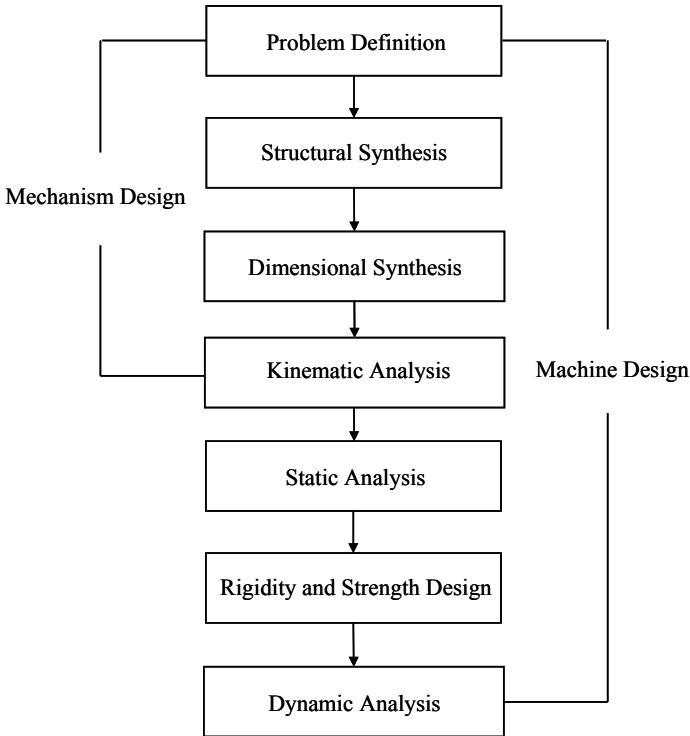 Problem Definition
Structural Synthesis
Mechanism Design
Dimensional Synthesis
Kinematic Analysis
Machine Design
Static Analysis
Rigidity and Strength Design
Dynamic Analysis